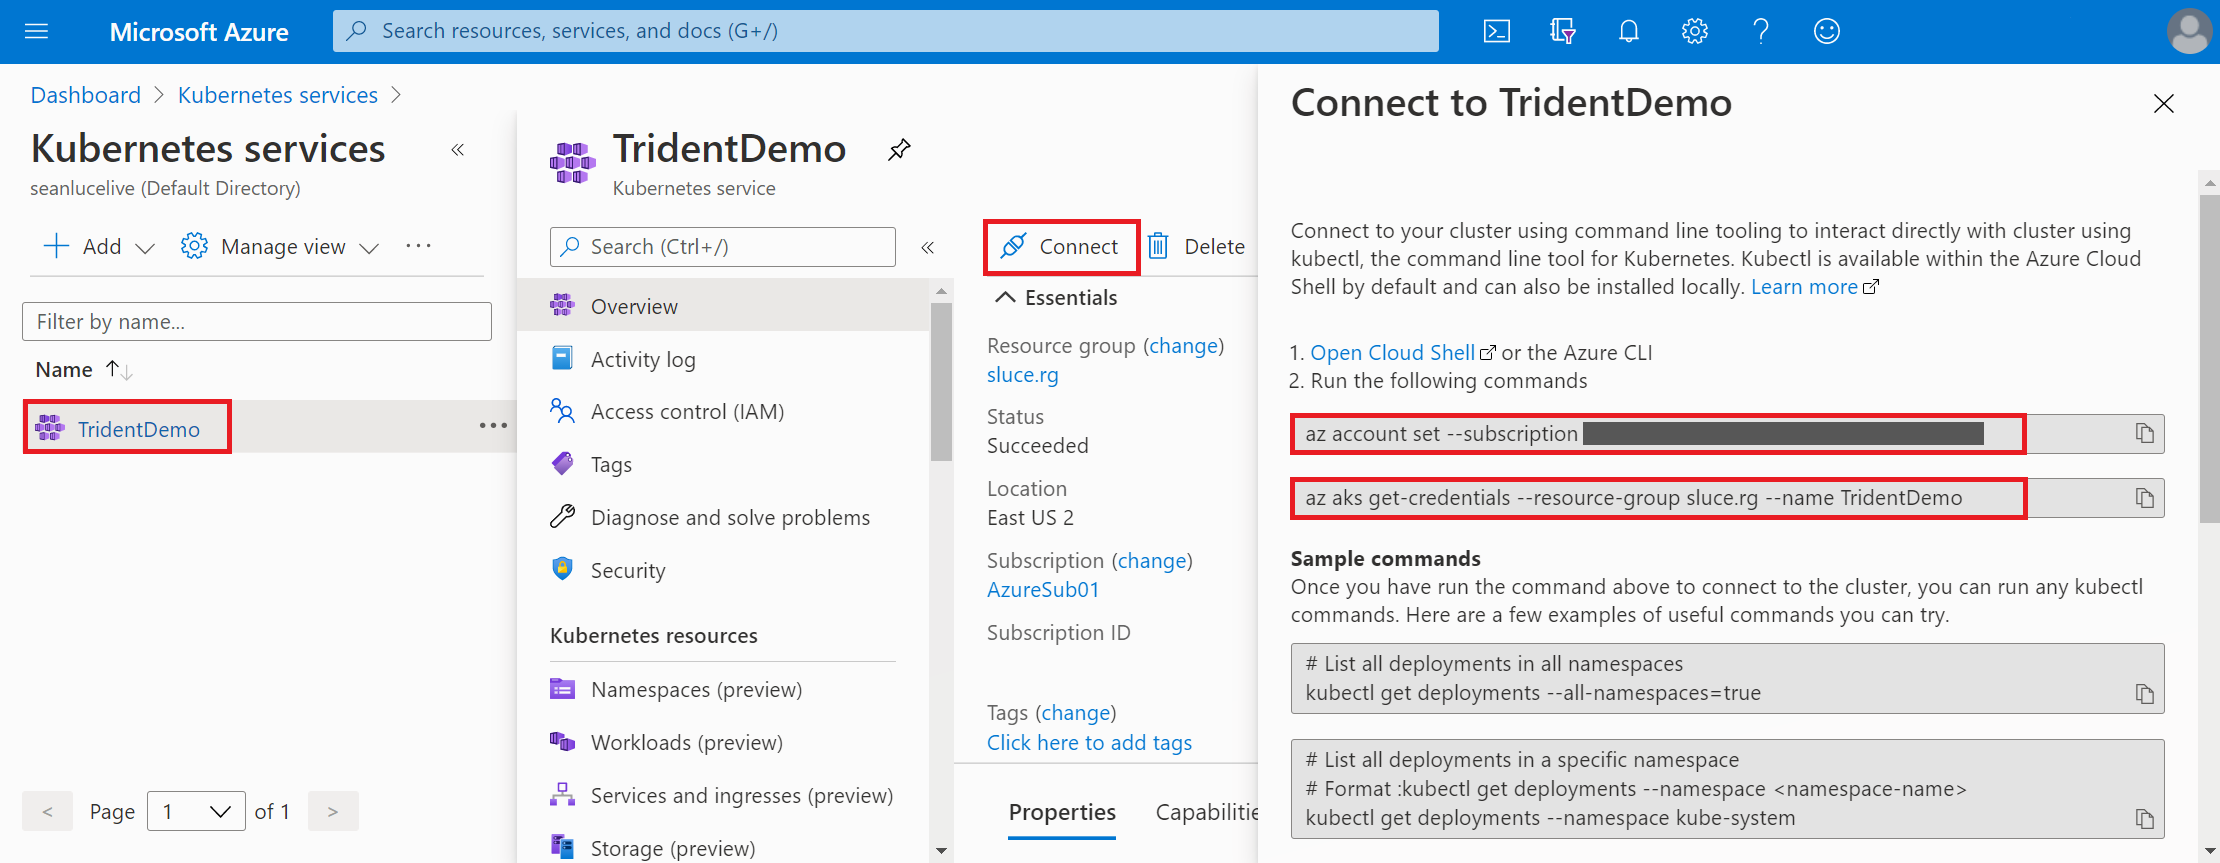 Microsoft Azure
Search resources, services, and docs (G+/)
Dashboard > Kubernetes services >
Kubernetes services «
seanlucelive (Default Directory)
+ Add Manage view ...
Filter by name...
Name ↑↓
TridentDemo ...
< Page 1 of 1 >
TridentDemo
Kubernetes service
Search (Ctrl+/) «
Overview
Activity log
Access control (IAM)
Tags
Diagnose and solve problems
Security
Kubernetes resources
Namespaces (preview)
Workloads (preview)
Services and ingresses (preview)
Storage (preview)
Connect Delete
Essentials
Resource group (change)
sluce.rg
Status
Succeeded
Location
East US 2
Subscription (change)
AzureSub01
Subscription ID
Tags (change)
Click here to add tags
Properties Capabilitie
Connect to TridentDemo
Connect to your cluster using command line tooling to interact directly with cluster using
kubectl, the command line tool for Kubernetes. Kubectl is available within the Azure Cloud
Shell by default and can also be installed locally. Learn more
1. Open Cloud Shell or the Azure CLI
2. Run the following commands
az account set --subscription
az aks get-credentials --resource-group sluce.rg --name TridentDemo
Sample commands
Once you have run the command above to connect to the cluster, you can run any kubectl
commands. Here are a few examples of useful commands you can try.
# List all deployments in all namespaces
kubectl get deployments --all-namespaces=true
# List all deployments in a specific namespace
# Format :kubectl get deployments --namespace <namespace-name>
kubectl get deployments --namespace kube-system